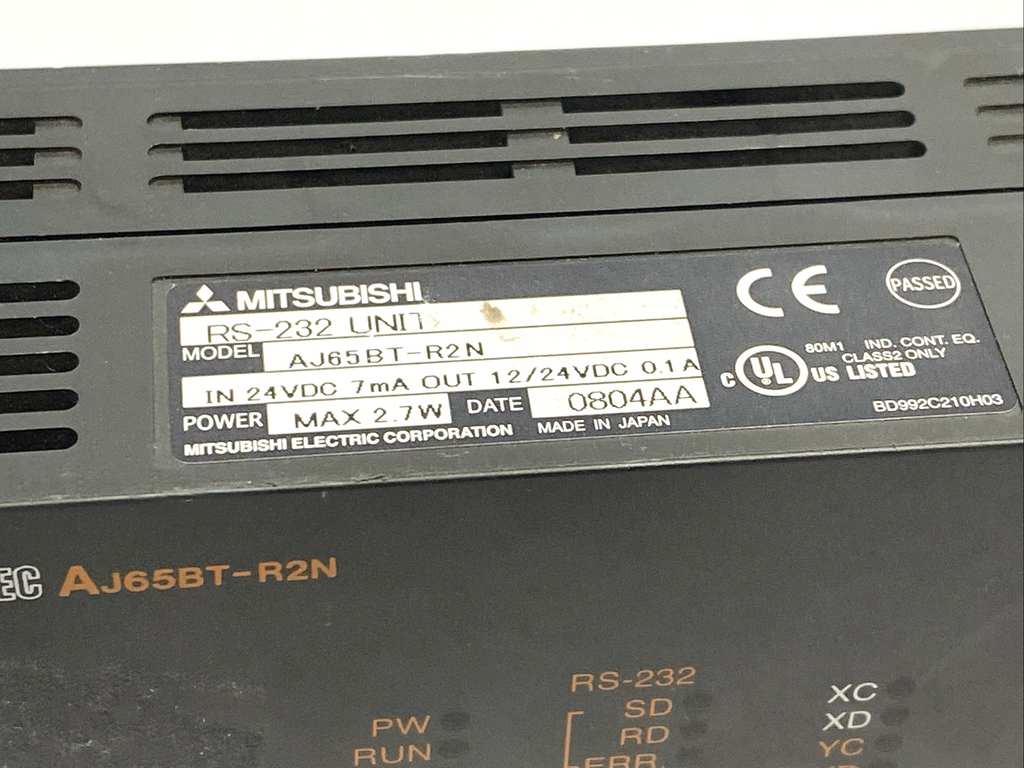 MITSUBISHI
RS-232 UNIT
MODEL AJ65BT-R2N
IN 24VDC 7mA OUT 12/24VDC 0.1A
POWER MAX 2.7W DATE 0804AA
MITSUBISHI ELECTRIC CORPORATION MADE IN JAPAN
CE
PASSED
C UL US LISTED
80M1 IND. CONT. EQ.
CLASS2 ONLY
BD992C210H03
AJ65BT-R2N
RS-232
PW
RUN
SD
RD
ERR.
XC
XD
YC